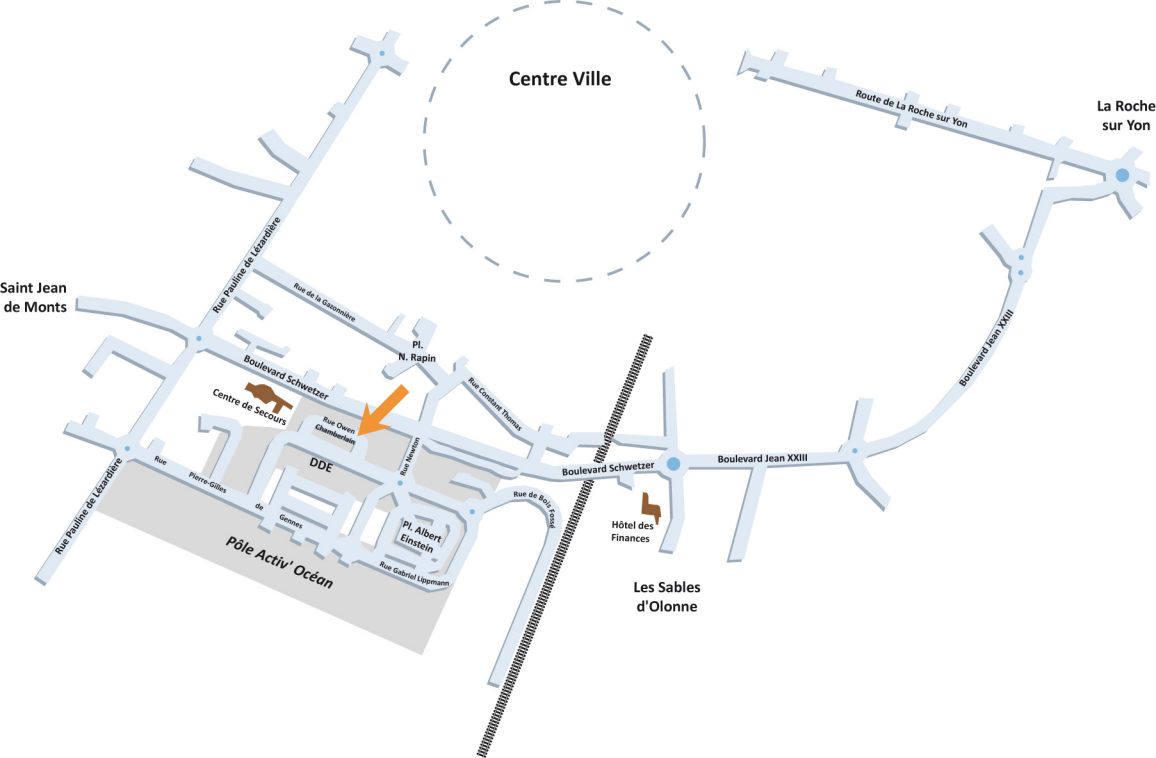 Centre Ville
Route de La Roche sur Yon
La Roche
sur Yon
Rue Pauline de Lézardière
Saint Jean
de Monts
Rue de la Gazonnière
Pl.
N. Rapin
Boulevard Schwetzer
Centre de Secours
Rue Constant Thomas
Boulevard Jean XXIII
Rue Owen
Chamberlain
DDE
Rue Newton
Boulevard Schwetzer
Boulevard Jean XXIII
Rue
Pierre-Gilles
de
Gennes
Rue de Bois Fossé
Rue Pauline de Lézardière
Pl. Albert
Einstein
Hôtel des
Finances
Pôle Activ' Océan
Rue Gabriel Lippmann
Les Sables
d'Olonne